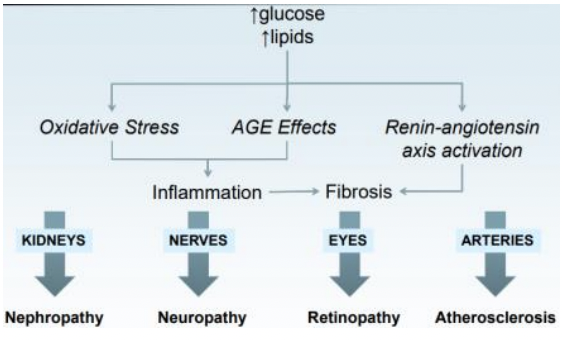 ↑glucose
↑lipids
Oxidative Stress AGE Effects Renin-angiotensin
axis activation
Inflammation Fibrosis
KIDNEYS NERVES EYES ARTERIES
Nephropathy Neuropathy Retinopathy Atherosclerosis